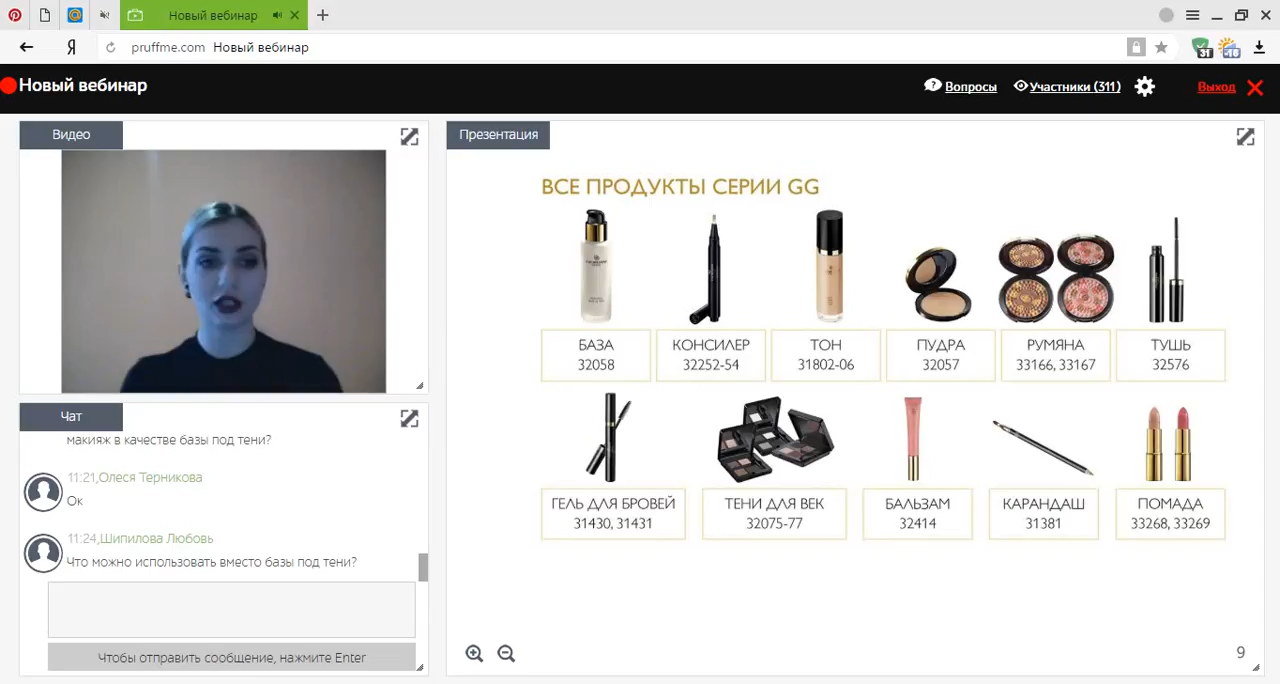 Новый вебинар
pruffme.com Новый вебинар
31
Новый вебинар
Вопросы
Участники (311)
Выход
Видео
Презентация
ВСЕ ПРОДУКТЫ СЕРИИ GG
БАЗА
32058
КОНСИЛЕР
32252-54
ТОН
31802-06
ПУДРА
32057
РУМЯНА
33166, 33167
ТУШЬ
32576
ГЕЛЬ ДЛЯ БРОВЕЙ
31430, 31431
ТЕНИ ДЛЯ ВЕК
32075-77
БАЛЬЗАМ
32414
КАРАНДАШ
31381
ПОМАДА
33268, 33269
9
Чат
макияж в качестве базы под тени?
11:21,Олеся Терникова
Ок
11:24,Шипилова Любовь
Что можно использовать вместо базы под тени?
Чтобы отправить сообщение, нажмите Enter